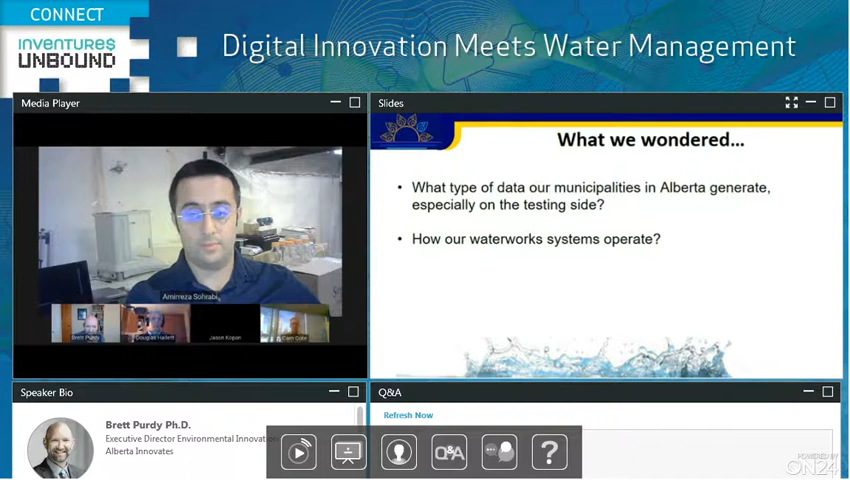 CONNECT
INVENTURES
UNBOUND
Digital Innovation Meets Water Management
Media Player
Amirreza Sohrabi
Brett Purdy
Douglas Hallett
Jason Kopan
Cam Cote
Slides
What we wondered...
• What type of data our municipalities in Alberta generate,
especially on the testing side?
• How our waterworks systems operate?
Speaker Bio
Brett Purdy Ph.D.
Executive Director Environmental Innovation
Alberta Innovates
Q&A
Refresh Now
Q&A
?
POWERED BY
ON24